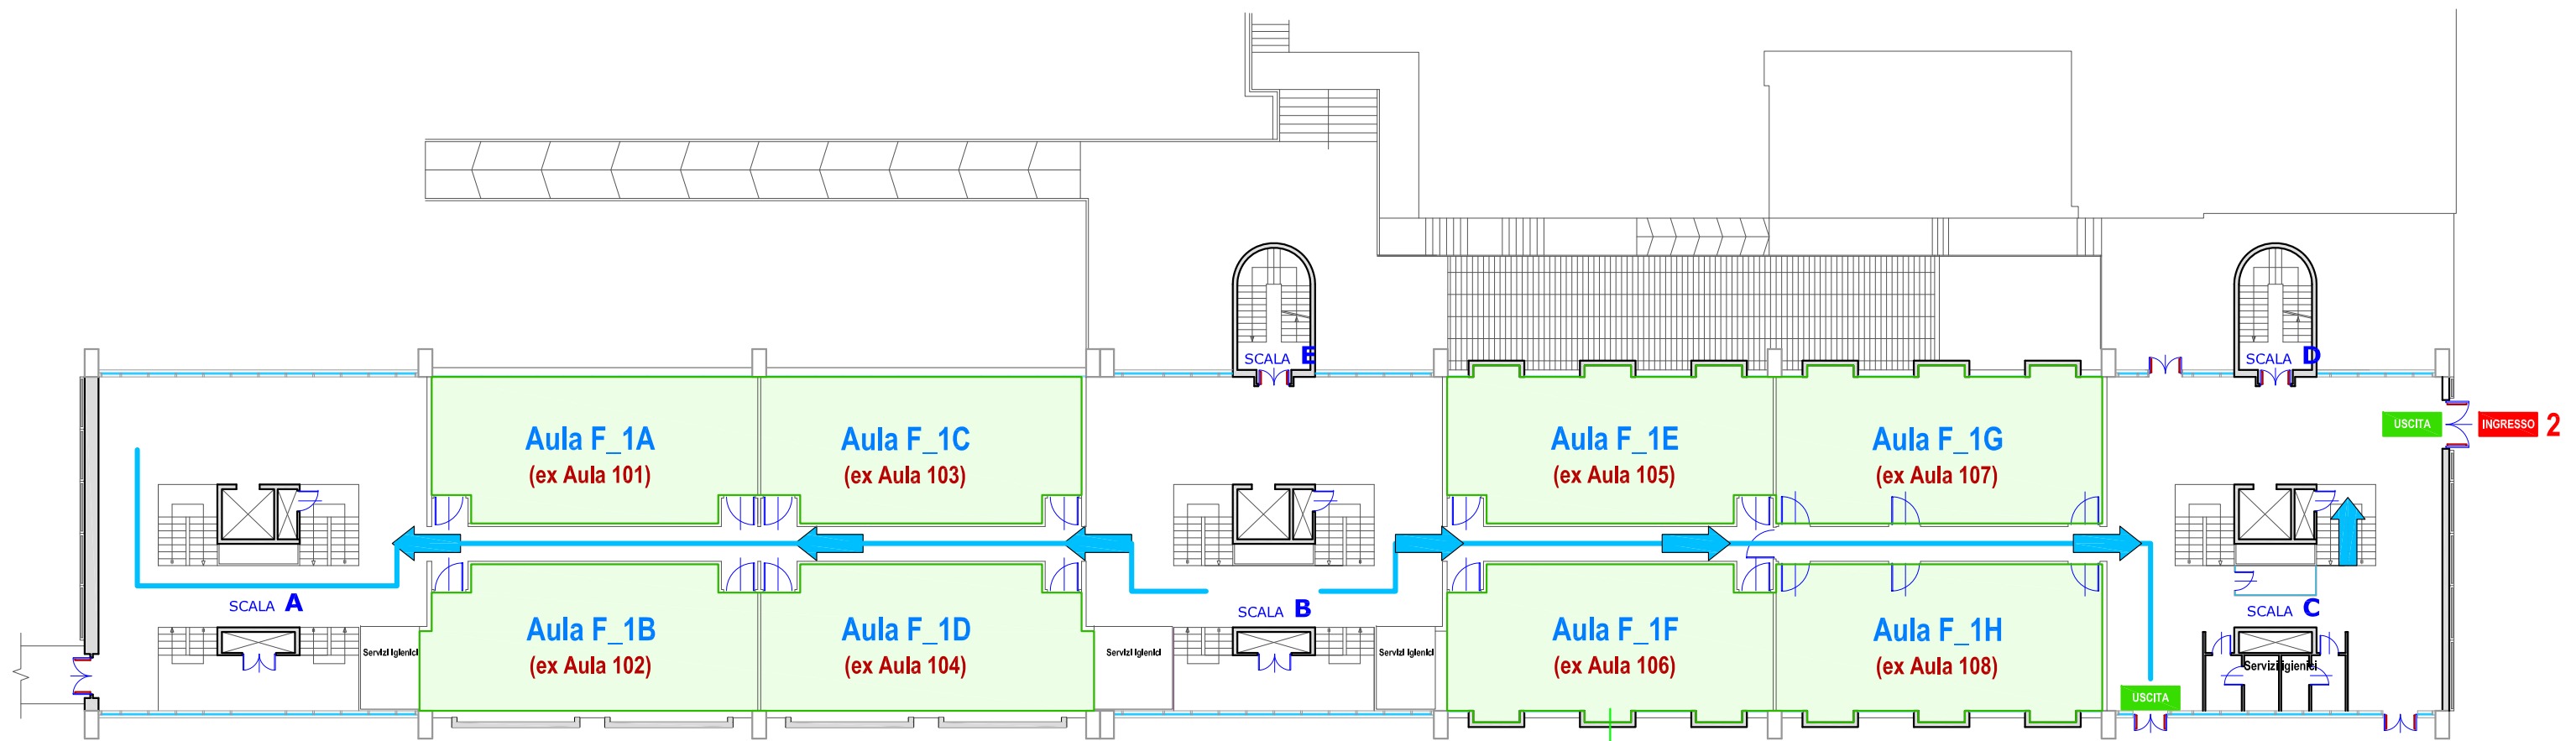 SCALA E
SCALA D
USCITA
INGRESSO 2
Aula F_1A
(ex Aula 101)
Aula F_1C
(ex Aula 103)
Aula F_1E
(ex Aula 105)
Aula F_1G
(ex Aula 107)
SCALA A
SCALA B
SCALA C
Aula F_1B
(ex Aula 102)
Aula F_1D
(ex Aula 104)
Aula F_1F
(ex Aula 106)
Aula F_1H
(ex Aula 108)
Servizi Igienici
Servizi Igienici
Servizi Igienici
Servizi igienici
USCITA